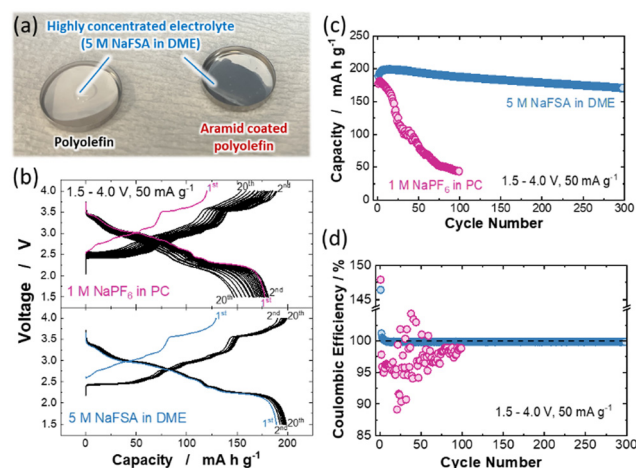 (a)
Highly concentrated electrolyte
(5 M NaFSA in DME)
Polyolefin
Aramid coated
polyolefin
(b)
1.5 - 4.0 V, 50 mA g⁻¹
1st
20th
2nd
1 M NaPF₆ in PC
20th
2nd
1st
1st
20th
2nd
5 M NaFSA in DME
1st
2nd
20th
4.0
3.5
3.0
2.5
2.0
1.5
4.0
3.5
3.0
2.5
2.0
1.5
Voltage / V
0 50 100 150 200
Capacity / mA h g⁻¹
(c)
Capacity / mA h g⁻¹
250
200
150
100
50
0
5 M NaFSA in DME
1 M NaPF₆ in PC
1.5 - 4.0 V, 50 mA g⁻¹
0 50 100 150 200 250 300
Cycle Number
(d)
Coulombic Efficiency / %
150
145
105
100
95
90
85
1.5 - 4.0 V, 50 mA g⁻¹
0 50 100 150 200 250 300
Cycle Number